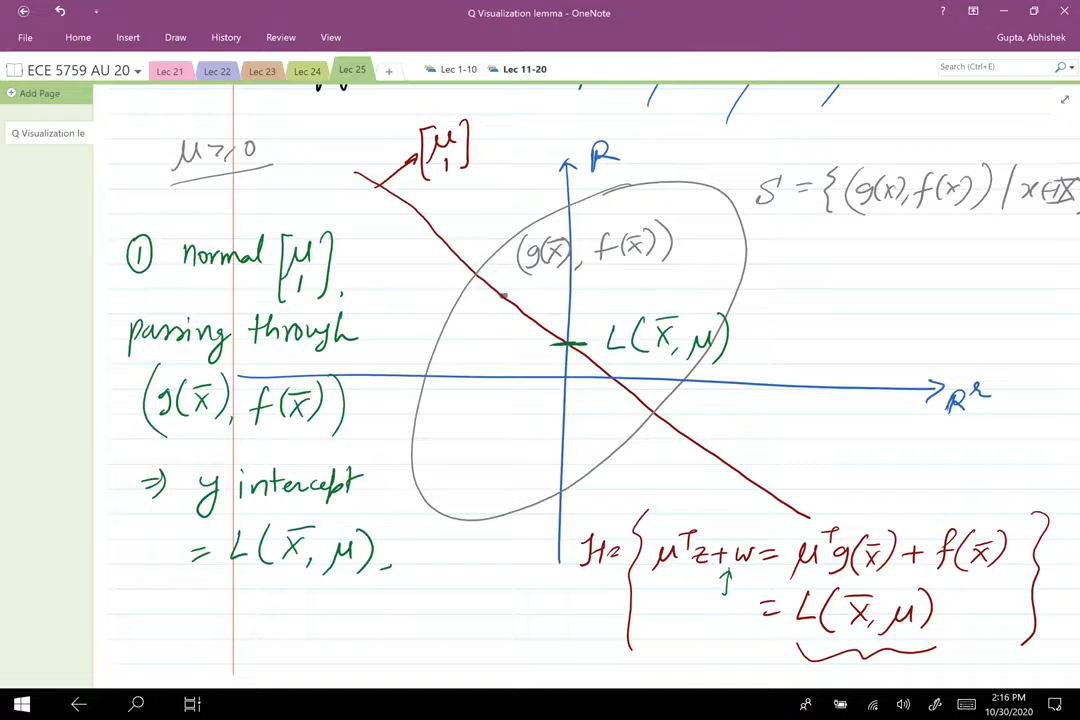 Q Visualization lemma - OneNote
File Home Insert Draw History Review View
Gupta, Abhishek
ECE 5759 AU 20
Lec 21 Lec 22 Lec 23 Lec 24 Lec 25
Lec 1-10 Lec 11-20
Search (Ctrl+E)
Add Page
Q Visualization le
μ ≥ 0
[μ 1]
R
S = {(g(x), f(x)) | x ∈ X
① normal [μ 1],
(g(x̄), f(x̄))
passing through
L(x̄, μ)
(g(x̄), f(x̄))
R^r
⇒ y intercept
= L(x̄, μ).
H = { μᵀz + w = μᵀg(x̄) + f(x̄)
= L(x̄, μ) }
2:16 PM
10/30/2020